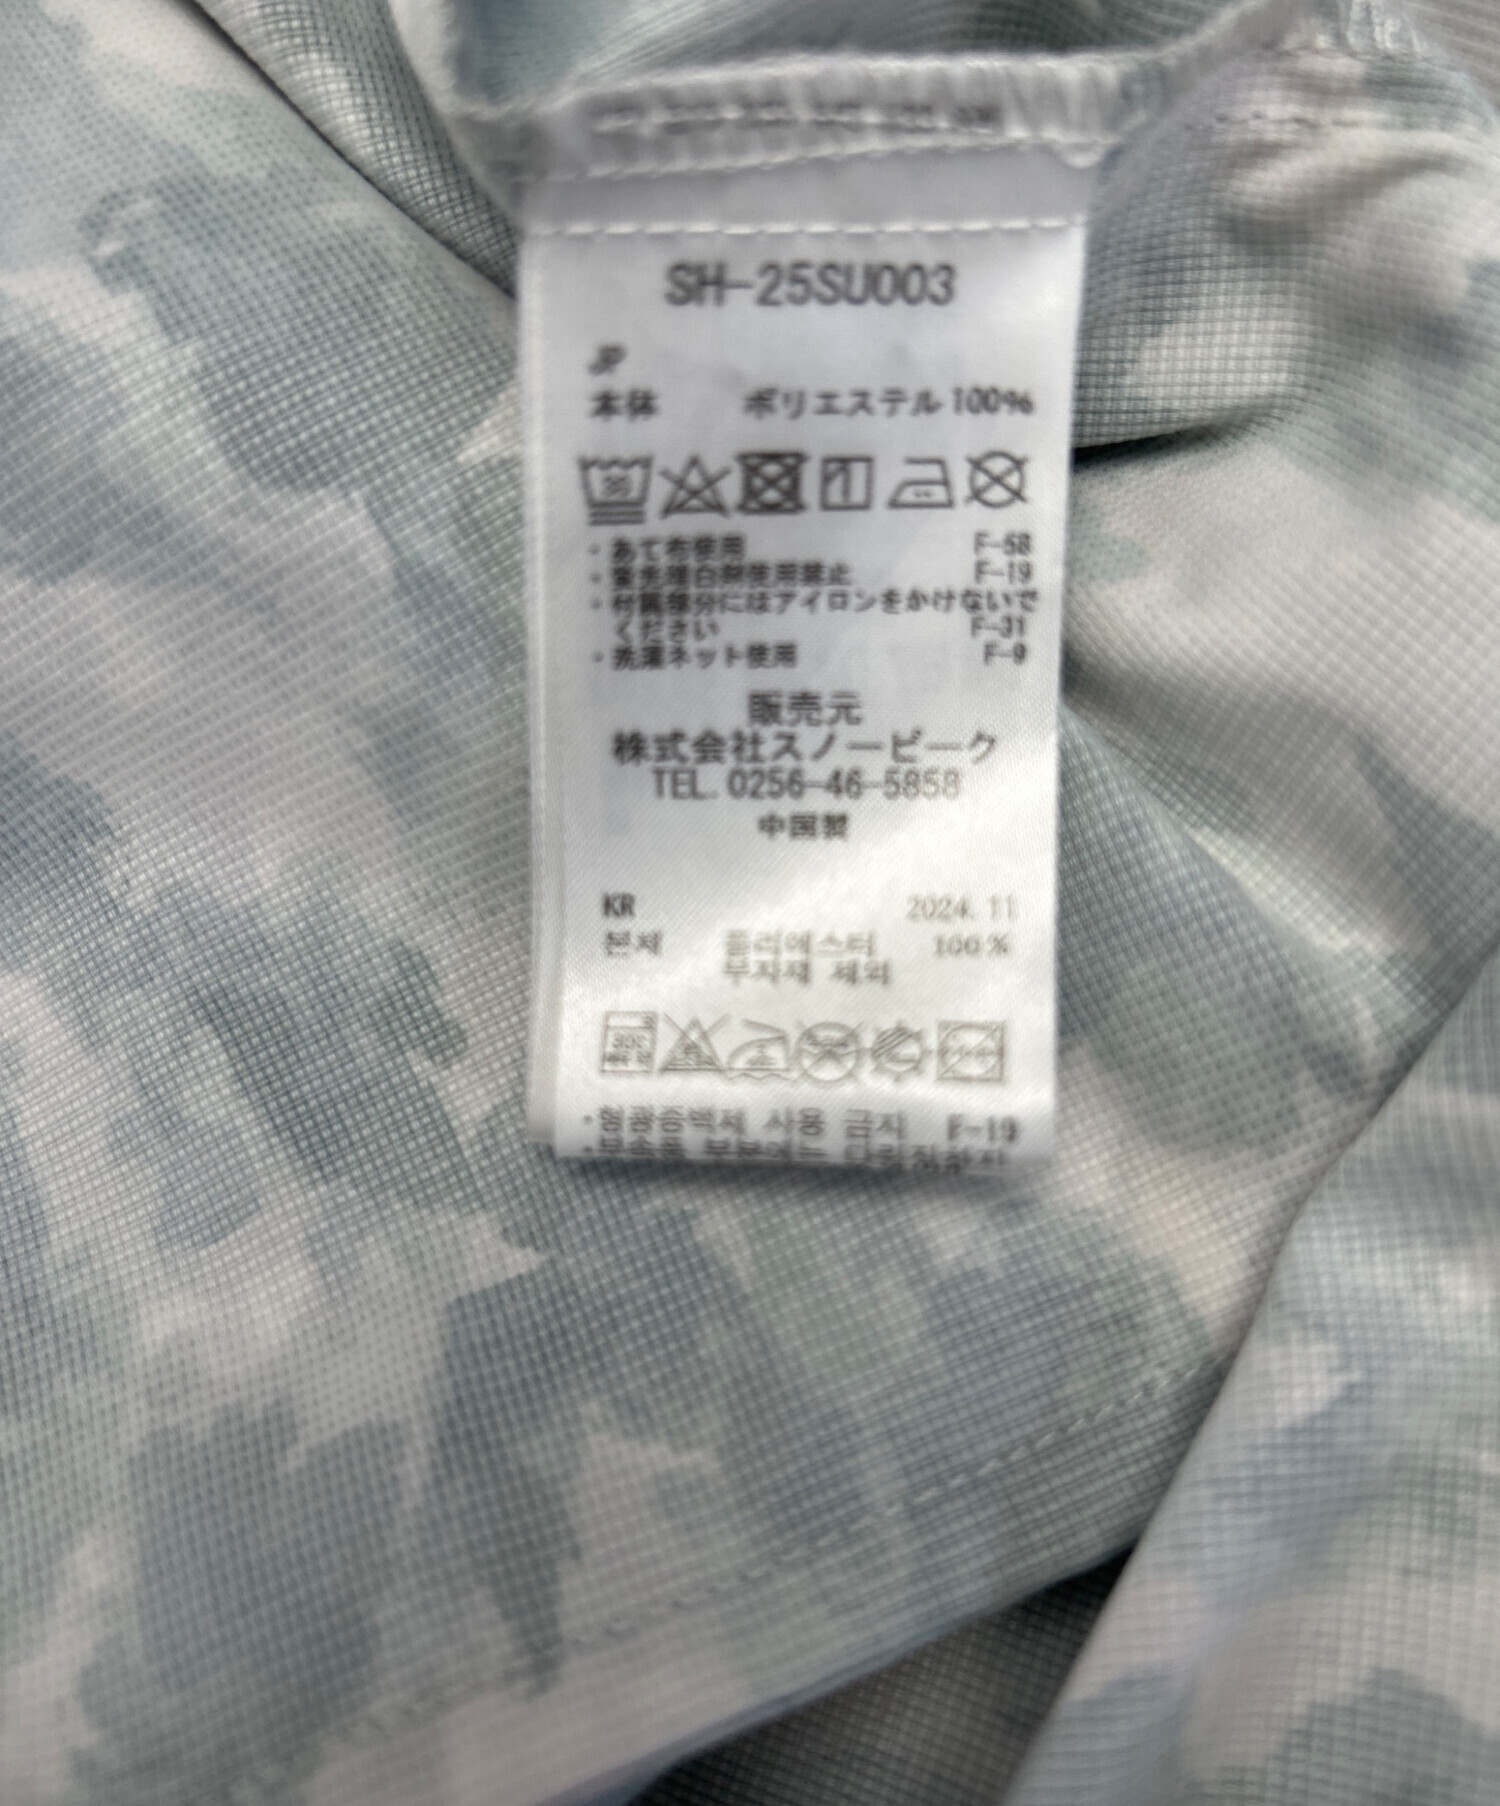 SH-25SU003
JP
本体 ポリエステル100%
・あて布使用 F-58
・蛍光増白剤使用禁止 F-19
・付属部分にはアイロンをかけないで
ください F-31
・洗濯ネット使用 F-9
販売元
株式会社スノーピーク
TEL. 0256-46-5858
中国製
KR 2024.11
본체 폴리에스터 100%
부자재 제외
・형광증백제 사용 금지 F-19